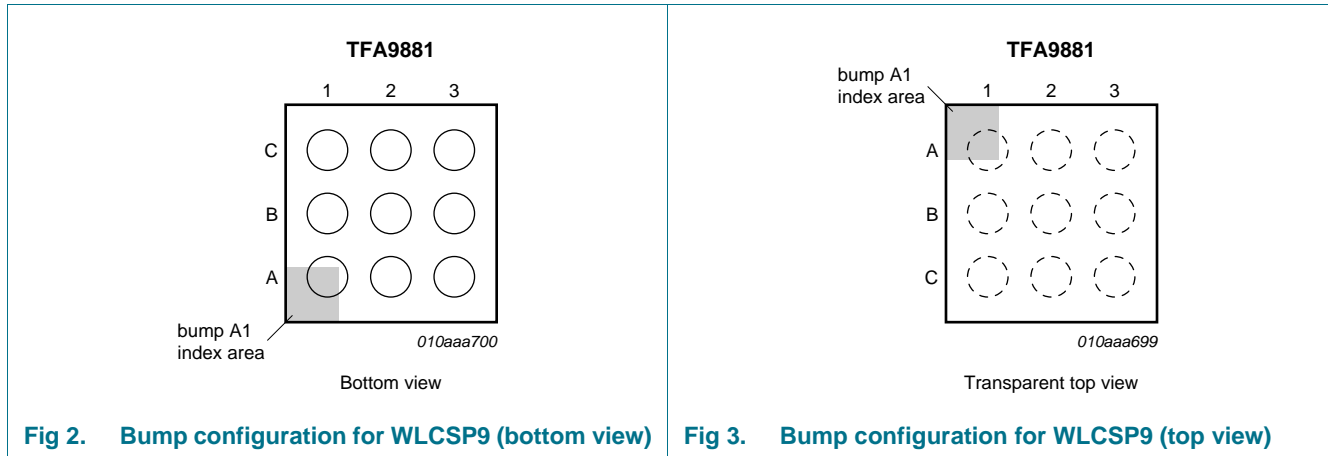 TFA9881
1 2 3
C
B
A
bump A1
index area
010aaa700
Bottom view
Fig 2. Bump configuration for WLCSP9 (bottom view)
TFA9881
bump A1
index area
1 2 3
A
B
C
010aaa699
Transparent top view
Fig 3. Bump configuration for WLCSP9 (top view)